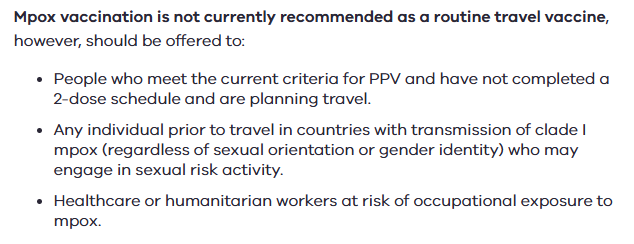 Mpox vaccination is not currently recommended as a routine travel vaccine,
however, should be offered to:
• People who meet the current criteria for PPV and have not completed a
2-dose schedule and are planning travel.
• Any individual prior to travel in countries with transmission of clade I
mpox (regardless of sexual orientation or gender identity) who may
engage in sexual risk activity.
• Healthcare or humanitarian workers at risk of occupational exposure to
mpox.